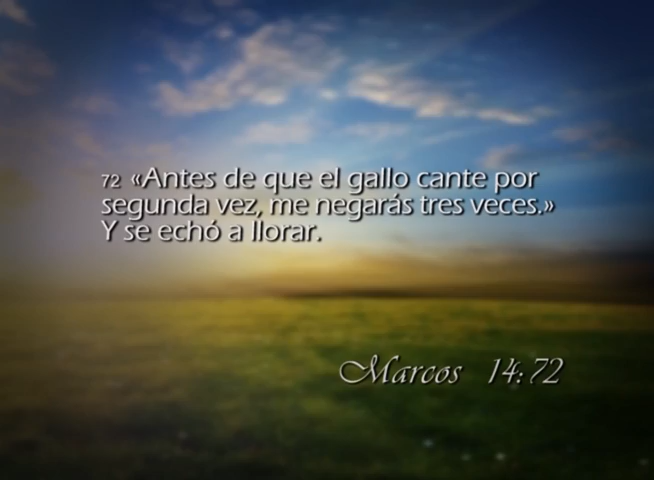 72 «Antes de que el gallo cante por
segunda vez, me negarás tres veces.»
Y se echó a llorar.
Marcos 14:72